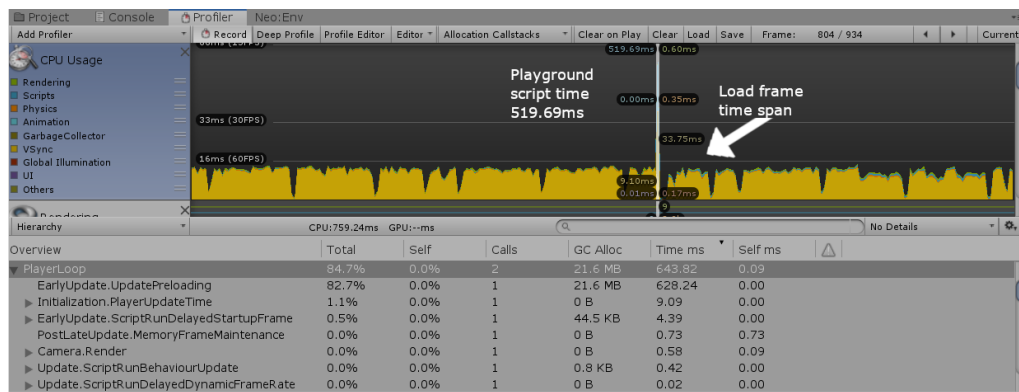 Project Console Profiler Neo:Env
Add Profiler Record Deep Profile Profile Editor Editor Allocation Callstacks Clear on Play Clear Load Save Frame: 804 / 934 Current
CPU Usage
Rendering
Scripts
Physics
Animation
GarbageCollector
VSync
Global Illumination
UI
Others
519.69ms 0.60ms
Playground
script time
519.69ms
0.00ms 0.35ms
Load frame
time span
33ms (30FPS)
33.75ms
16ms (60FPS)
9.10ms
0.01ms 0.17ms
9
Rendering
Hierarchy CPU:759.24ms GPU:--ms No Details
Overview Total Self Calls GC Alloc Time ms Self ms
PlayerLoop 84.7% 0.0% 2 21.6 MB 643.82 0.09
EarlyUpdate.UpdatePreloading 82.7% 0.0% 1 21.6 MB 628.24 0.00
Initialization.PlayerUpdateTime 1.1% 0.0% 1 0 B 9.09 0.00
EarlyUpdate.ScriptRunDelayedStartupFrame 0.5% 0.0% 1 44.5 KB 4.39 0.00
PostLateUpdate.MemoryFrameMaintenance 0.0% 0.0% 1 0 B 0.73 0.73
Camera.Render 0.0% 0.0% 1 0 B 0.58 0.09
Update.ScriptRunBehaviourUpdate 0.0% 0.0% 1 0.8 KB 0.42 0.00
Update.ScriptRunDelayedDynamicFrameRate 0.0% 0.0% 1 0 B 0.02 0.00